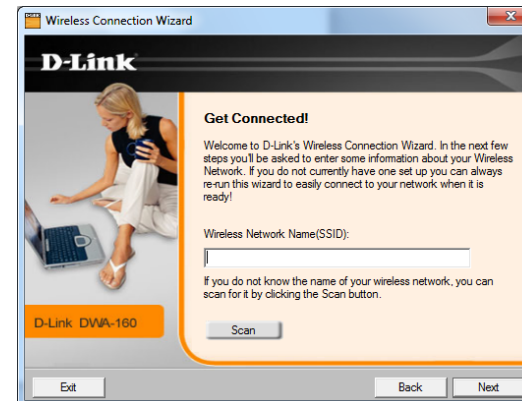 Wireless Connection Wizard
D-Link
Get Connected!
Welcome to D-Link's Wireless Connection Wizard. In the next few
steps you'll be asked to enter some information about your Wireless
Network. If you do not currently have one set up you can always
re-run this wizard to easily connect to your network when it is
ready!
Wireless Network Name(SSID):
If you do not know the name of your wireless network, you can
scan for it by clicking the Scan button.
D-Link DWA-160
Scan
Exit
Back
Next